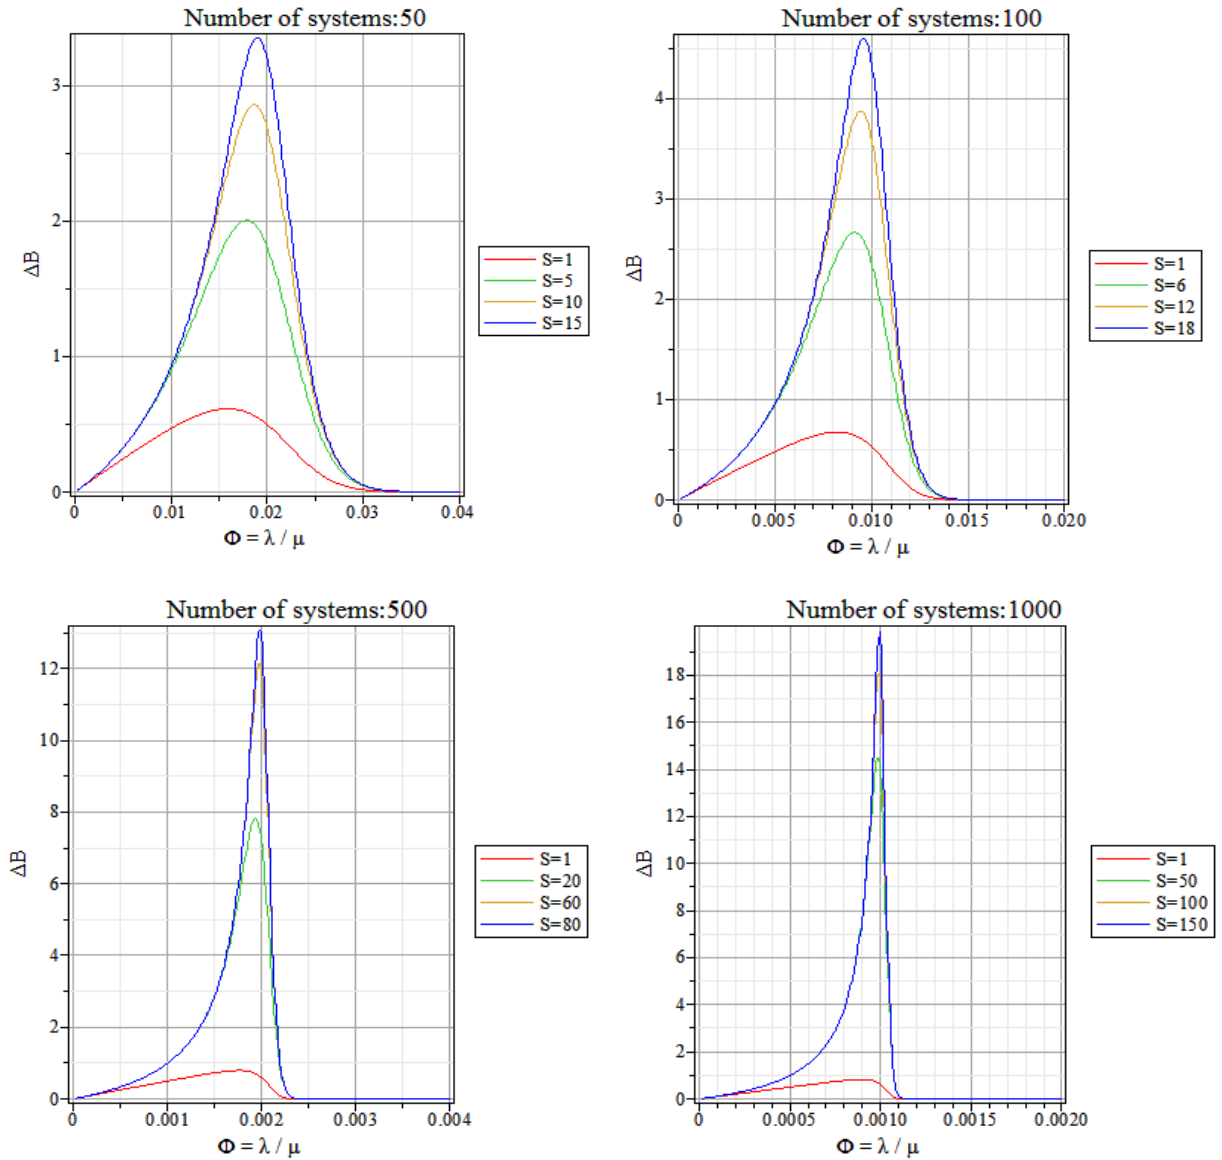 Number of systems:50
3
2
1
0
ΔB
0
0.01
0.02
0.03
0.04
Φ = λ / μ
S=1
S=5
S=10
S=15
Number of systems:100
4
3
2
1
0
ΔB
0
0.005
0.010
0.015
0.020
Φ = λ / μ
S=1
S=6
S=12
S=18
Number of systems:500
12
10
8
6
4
2
0
ΔB
0
0.001
0.002
0.003
0.004
Φ = λ / μ
S=1
S=20
S=60
S=80
Number of systems:1000
18
16
14
12
10
8
6
4
2
0
ΔB
0
0.0005
0.0010
0.0015
0.0020
Φ = λ / μ
S=1
S=50
S=100
S=150